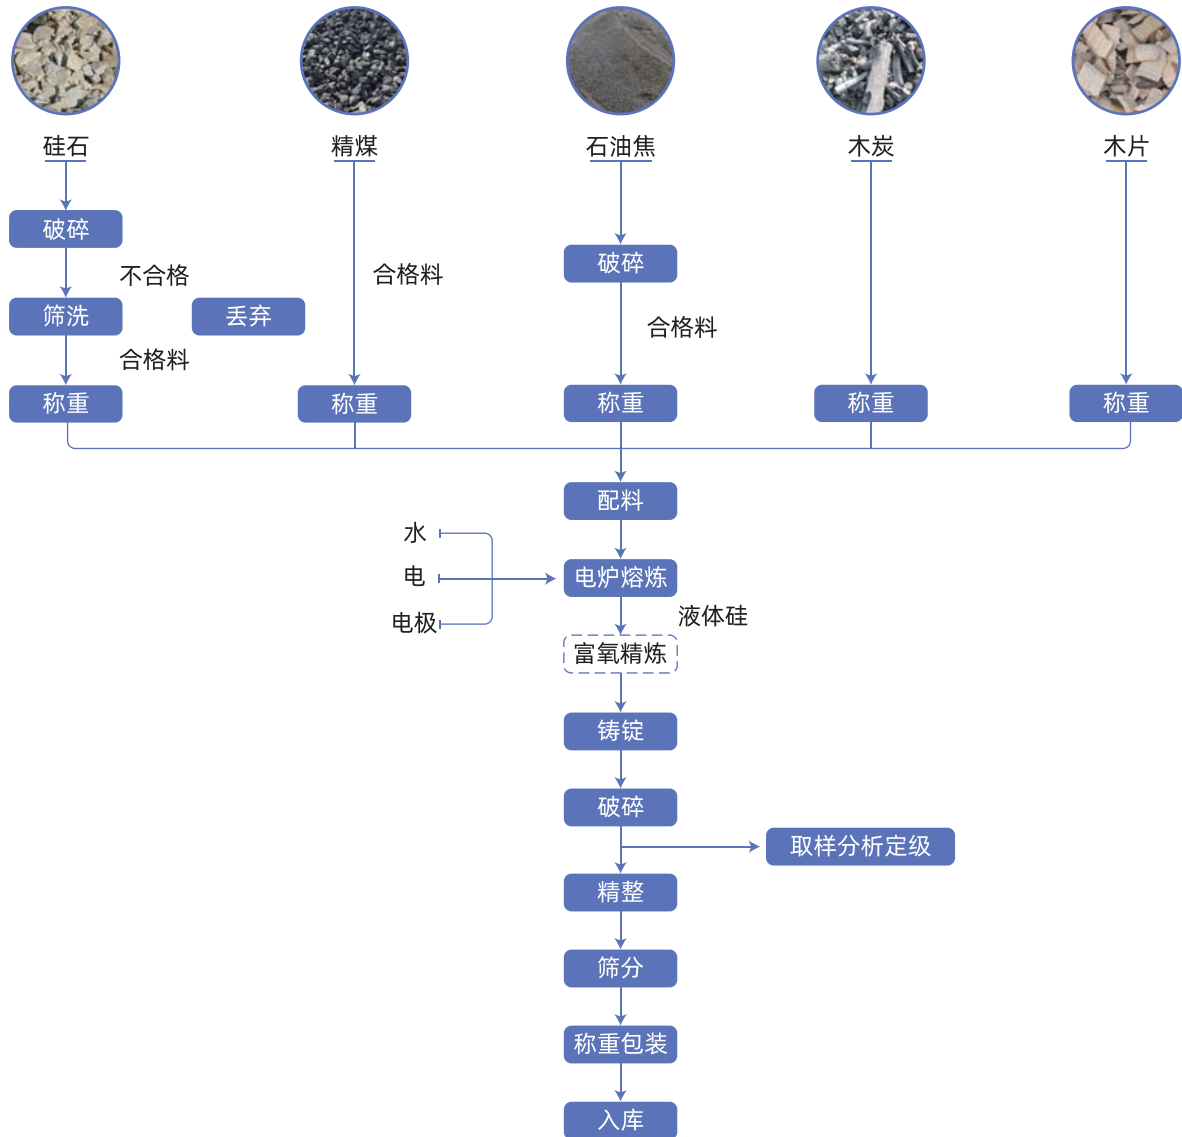 硅石
精煤
石油焦
木炭
木片
破碎
破碎
不合格
合格料
筛洗
丢弃
合格料
合格料
称重
称重
称重
称重
称重
配料
水
电
电极
电炉熔炼
液体硅
富氧精炼
铸锭
破碎
取样分析定级
精整
筛分
称重包装
入库